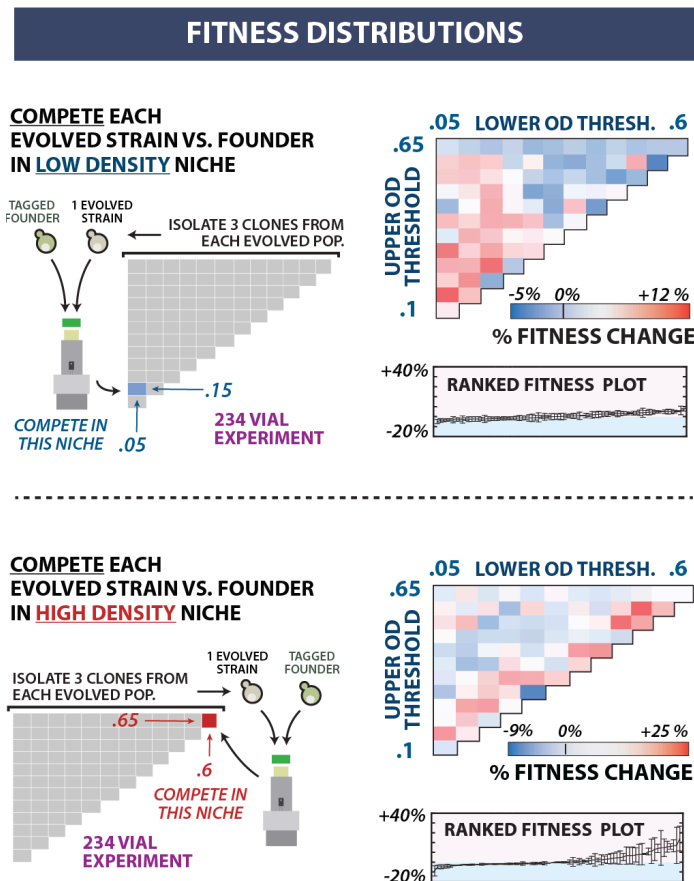 FITNESS DISTRIBUTIONS
COMPETE EACH
EVOLVED STRAIN VS. FOUNDER
IN LOW DENSITY NICHE
TAGGED
FOUNDER
1 EVOLVED
STRAIN
ISOLATE 3 CLONES FROM
EACH EVOLVED POP.
.15
COMPETE IN
THIS NICHE
.05
234 VIAL
EXPERIMENT
.05 LOWER OD THRESH. .6
.65
UPPER OD
THRESHOLD
.1
-5% 0% +12 %
% FITNESS CHANGE
+40%
RANKED FITNESS PLOT
-20%
COMPETE EACH
EVOLVED STRAIN VS. FOUNDER
IN HIGH DENSITY NICHE
1 EVOLVED
STRAIN
TAGGED
FOUNDER
ISOLATE 3 CLONES FROM
EACH EVOLVED POP.
.65
.6
COMPETE IN
THIS NICHE
234 VIAL
EXPERIMENT
.05 LOWER OD THRESH. .6
.65
UPPER OD
THRESHOLD
.1
-9% 0% +25 %
% FITNESS CHANGE
+40%
RANKED FITNESS PLOT
-20%